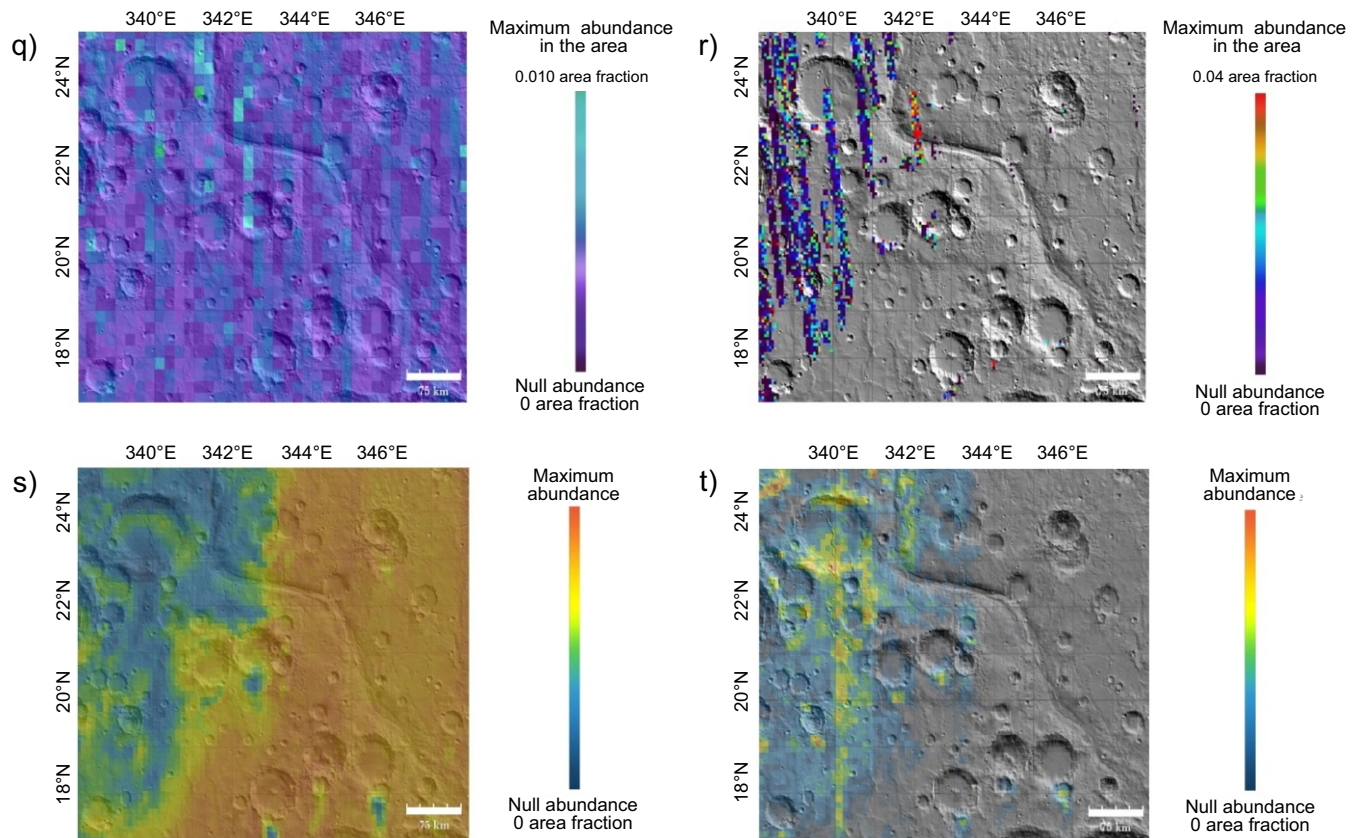 340°E 342°E 344°E 346°E
q)
24°N
22°N
20°N
18°N
75 km
Maximum abundance
in the area
0.010 area fraction
Null abundance
0 area fraction
340°E 342°E 344°E 346°E
r)
24°N
22°N
20°N
18°N
75 km
Maximum abundance
in the area
0.04 area fraction
Null abundance
0 area fraction
340°E 342°E 344°E 346°E
s)
24°N
22°N
20°N
18°N
75 km
Maximum
abundance
Null abundance
0 area fraction
340°E 342°E 344°E 346°E
t)
24°N
22°N
20°N
18°N
75 km
Maximum
abundance
Null abundance
0 area fraction